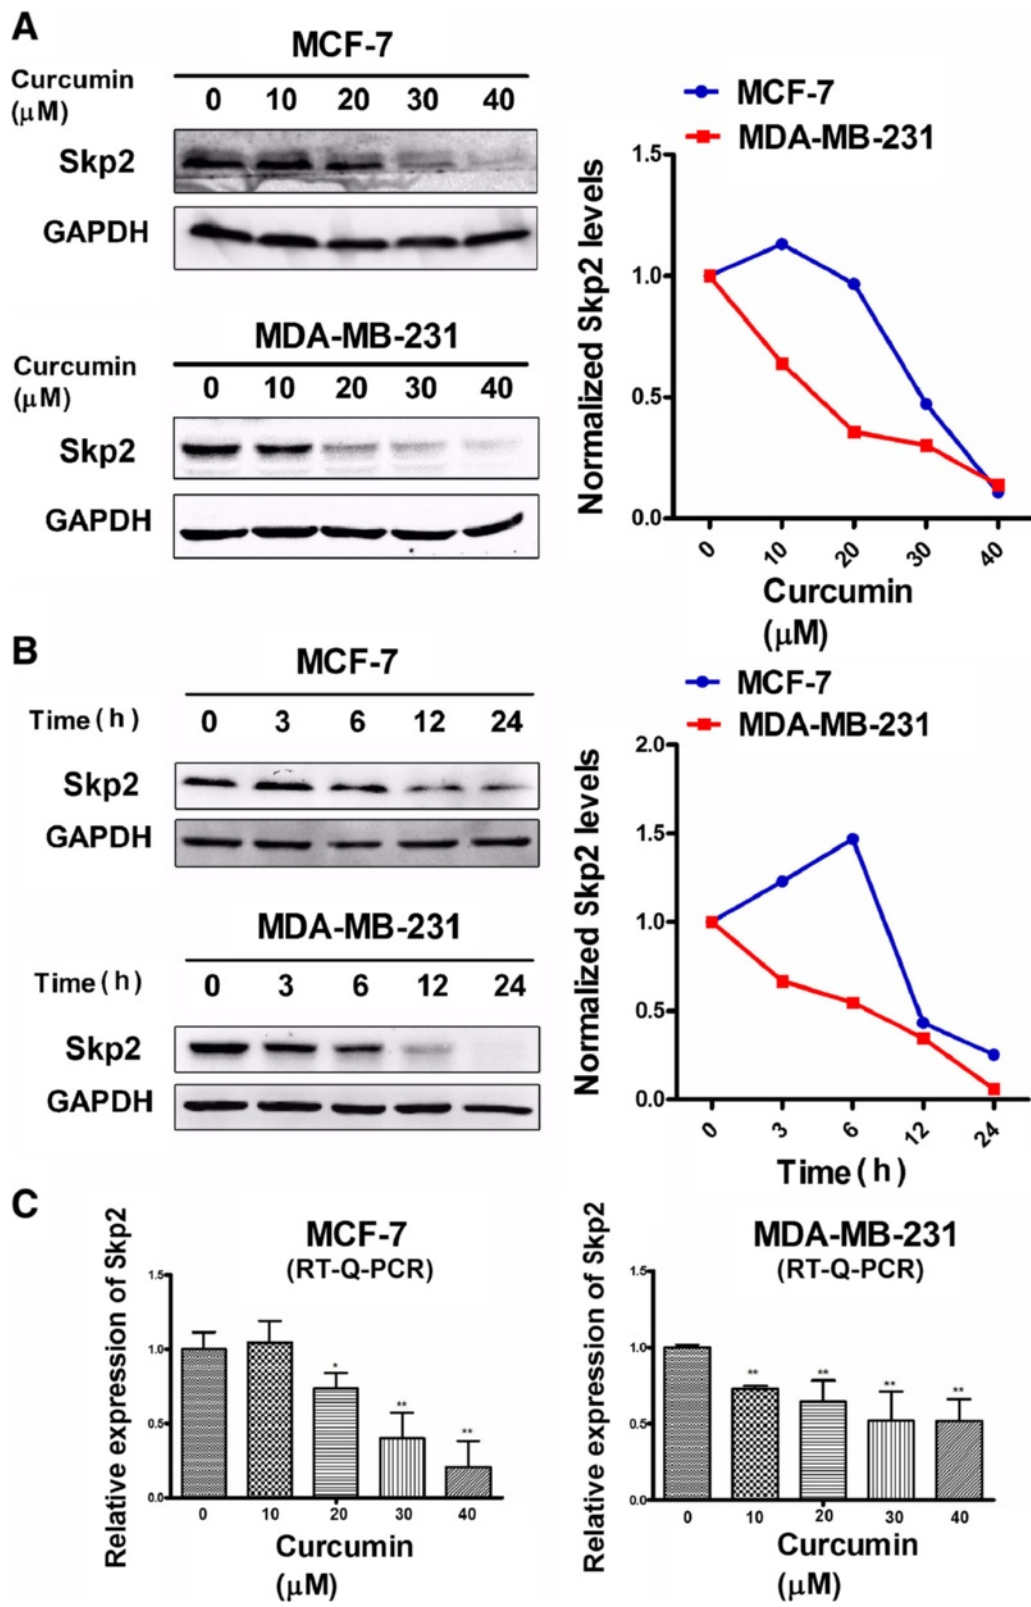 A
MCF-7
Curcumin
(μM)
0 10 20 30 40
Skp2
GAPDH
MDA-MB-231
Curcumin
(μM)
0 10 20 30 40
Skp2
GAPDH
MCF-7
MDA-MB-231
Normalized Skp2 levels
1.5
1.0
0.5
0.0
0 10 20 30 40
Curcumin
(μM)
B
MCF-7
Time(h) 0 3 6 12 24
Skp2
GAPDH
MDA-MB-231
Time(h) 0 3 6 12 24
Skp2
GAPDH
MCF-7
MDA-MB-231
Normalized Skp2 levels
2.0
1.5
1.0
0.5
0.0
0 3 6 12 24
Time(h)
C
MCF-7
(RT-Q-PCR)
Relative expression of Skp2
1.5
1.0
0.5
0.0
* ** **
0 10 20 30 40
Curcumin
(μM)
MDA-MB-231
(RT-Q-PCR)
Relative expression of Skp2
1.5
1.0
0.5
0.0
** ** ** **
0 10 20 30 40
Curcumin
(μM)